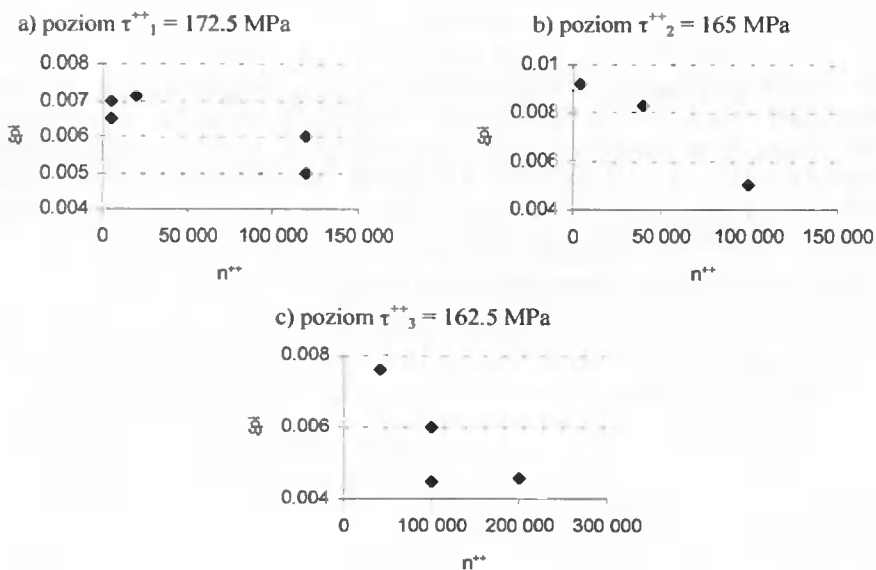 a) poziom τ⁺⁺₁ = 172.5 MPa
0.008
0.007
0.006
0.005
0.004
0 50 000 100 000 150 000
n⁺⁺
b) poziom τ⁺⁺₂ = 165 MPa
0.01
0.008
0.006
0.004
0 50 000 100 000 150 000
n⁺⁺
c) poziom τ⁺⁺₃ = 162.5 MPa
0.008
0.006
0.004
0 100 000 200 000 300 000
n⁺⁺